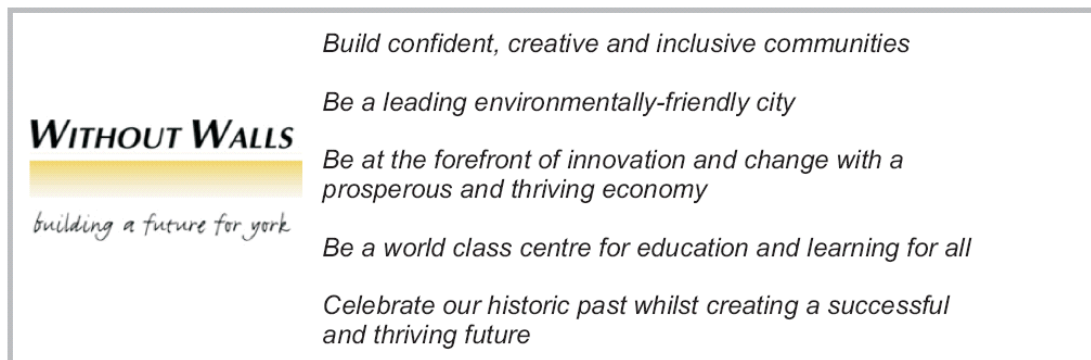 WITHOUT WALLS
building a future for york
Build confident, creative and inclusive communities
Be a leading environmentally-friendly city
Be at the forefront of innovation and change with a
prosperous and thriving economy
Be a world class centre for education and learning for all
Celebrate our historic past whilst creating a successful
and thriving future